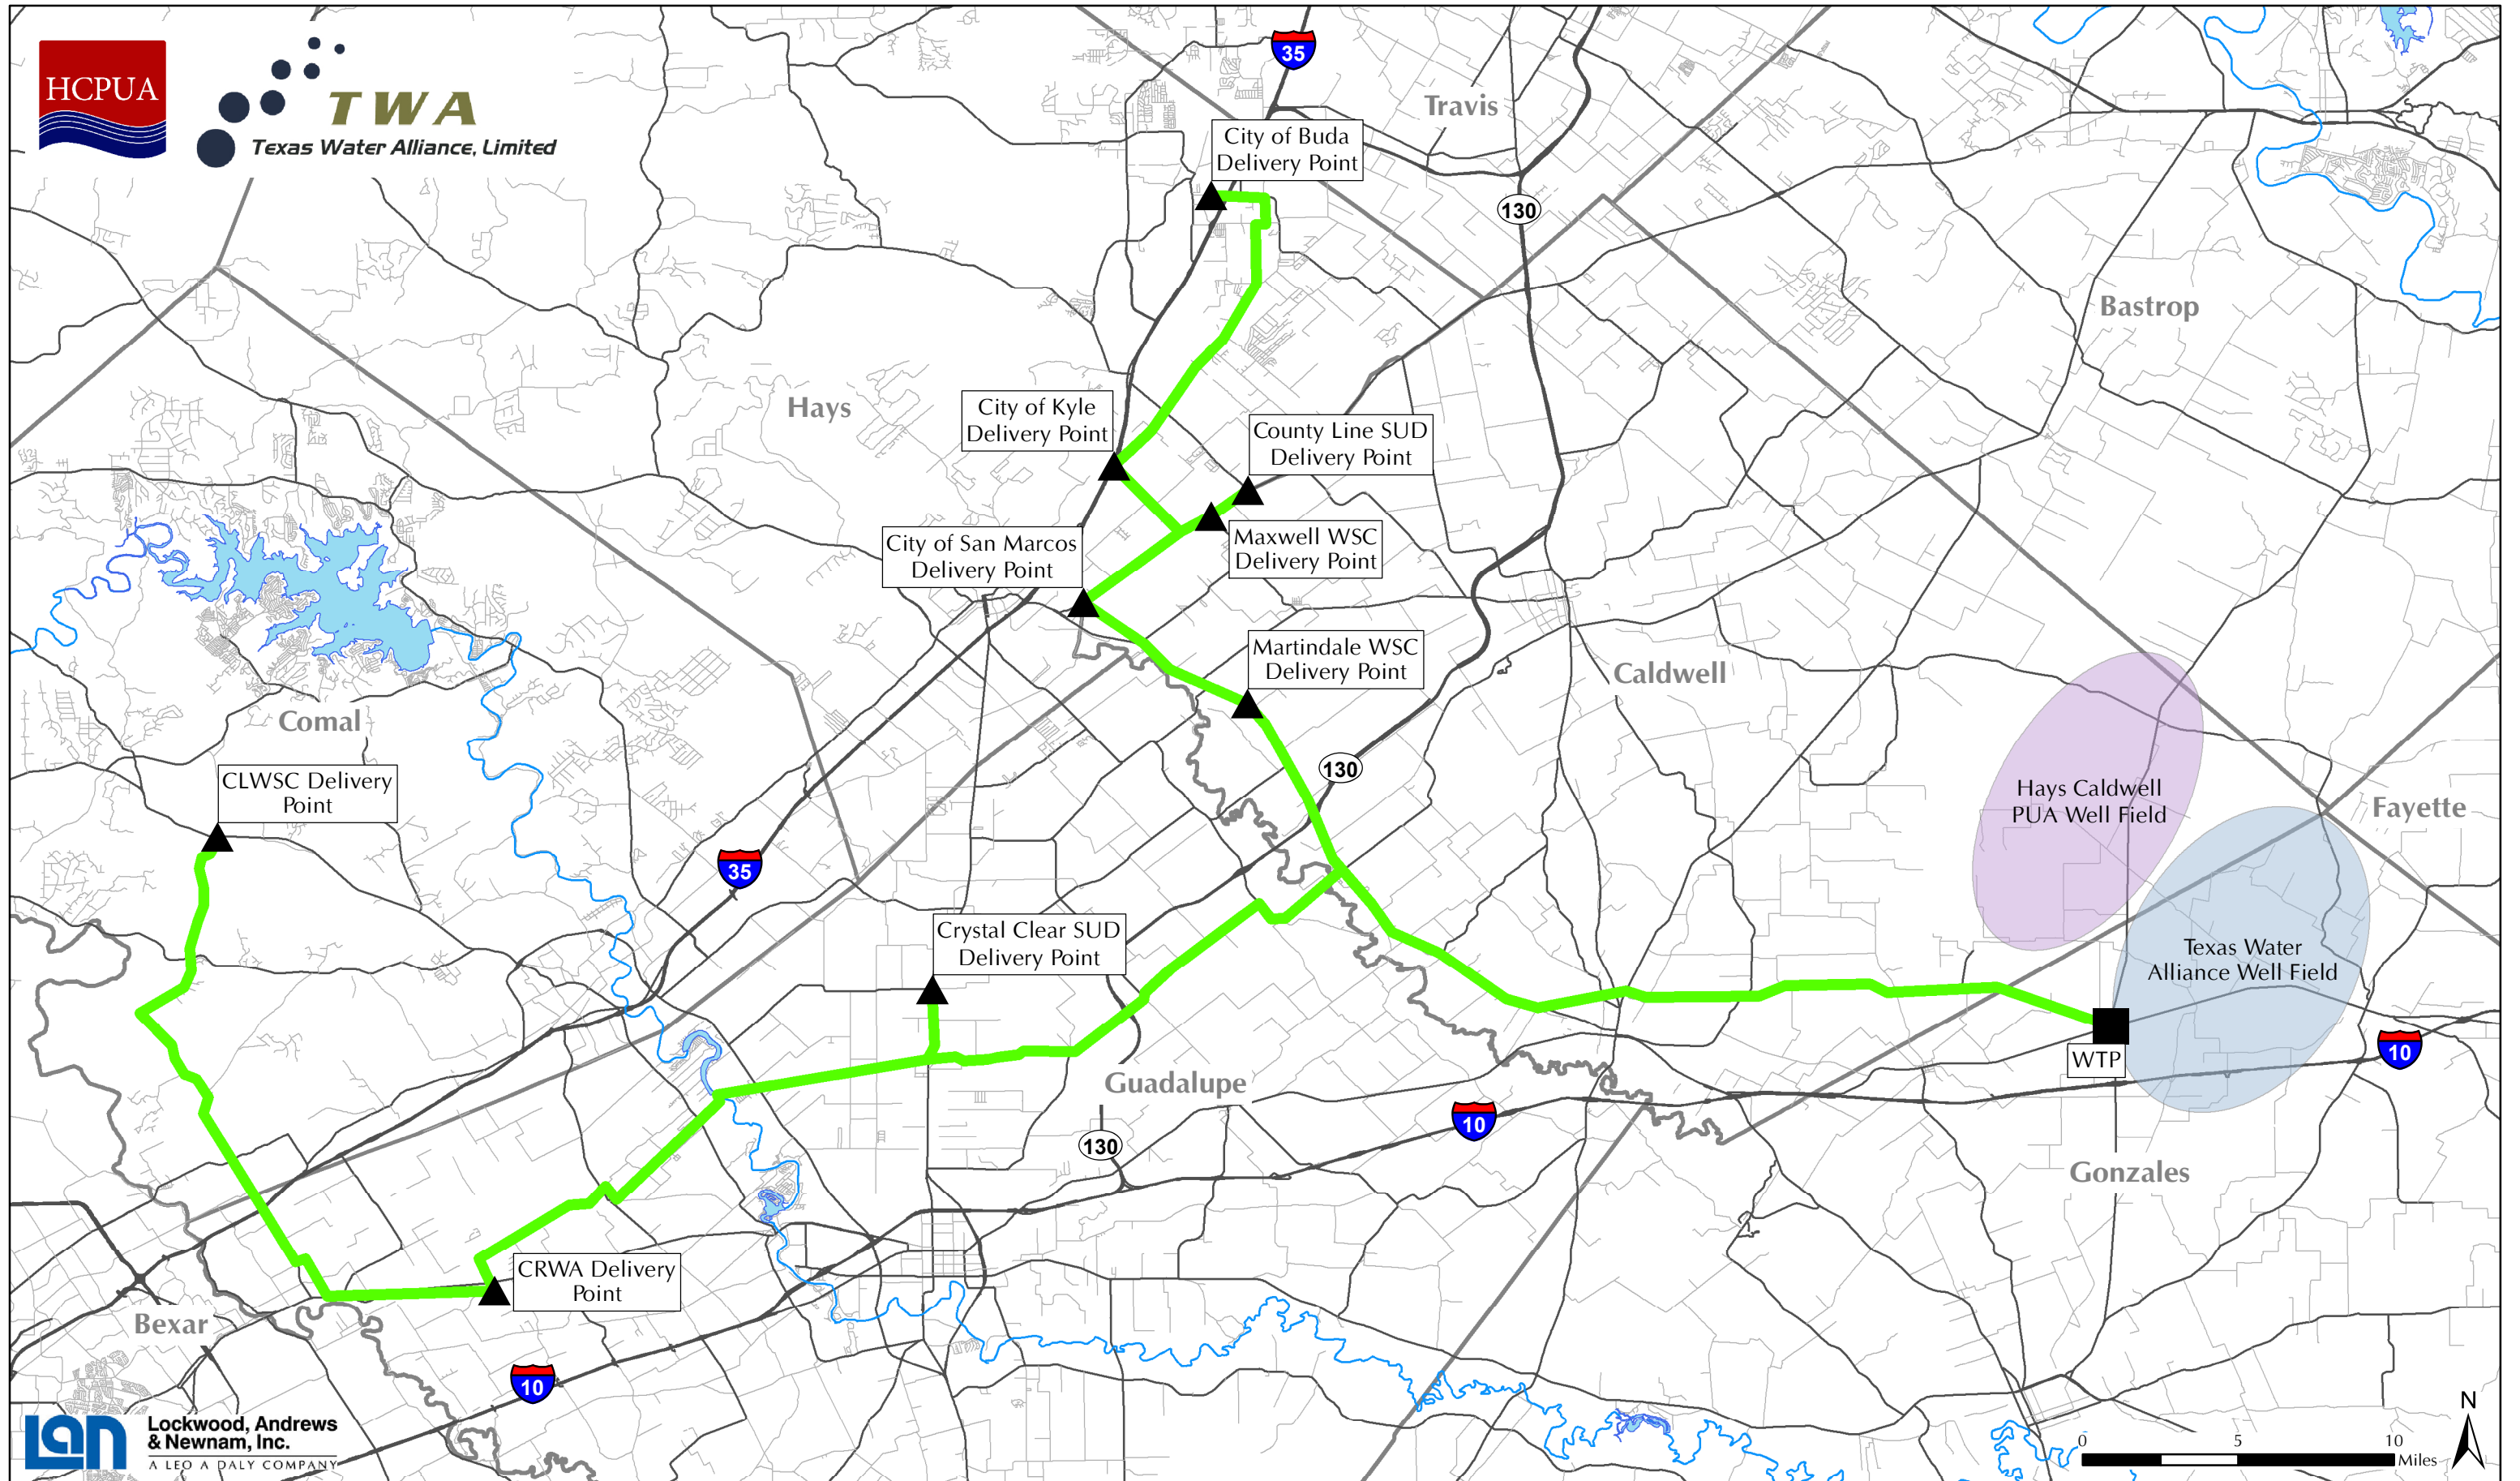 HCPUA
TWA
Texas Water Alliance, Limited
35
Travis
City of Buda
Delivery Point
130
Bastrop
Hays
City of Kyle
Delivery Point
County Line SUD
Delivery Point
City of San Marcos
Delivery Point
Maxwell WSC
Delivery Point
Martindale WSC
Delivery Point
Caldwell
Comal
CLWSC Delivery
Point
130
Hays Caldwell
PUA Well Field
Fayette
35
Crystal Clear SUD
Delivery Point
Texas Water
Alliance Well Field
WTP
10
Guadalupe
10
130
Gonzales
CRWA Delivery
Point
Bexar
10
Lan
Lockwood, Andrews
& Newnam, Inc.
A LEO A DALY COMPANY
N
0 5 10
Miles